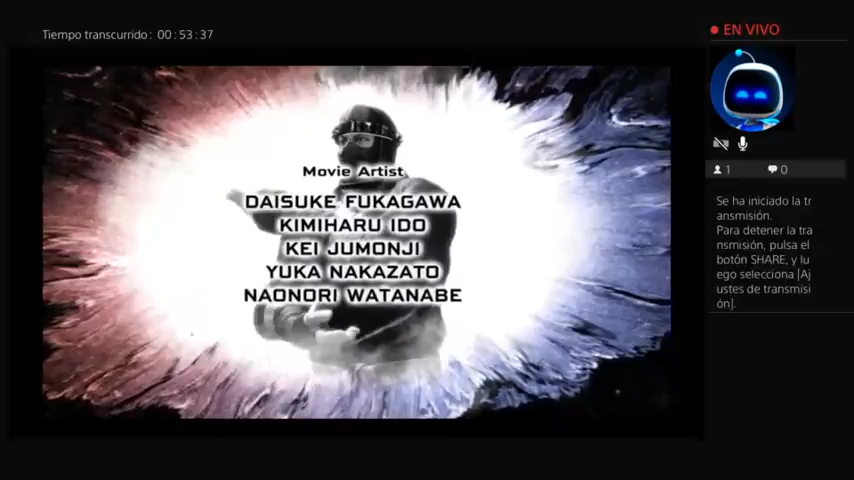 Tiempo transcurrido: 00:53:37
EN VIVO
Movie Artist
DAISUKE FUKAGAWA
KIMIHARU IDO
KEI JUMONJI
YUKA NAKAZATO
NAONORI WATANABE
1
0
Se ha iniciado la tr
ansmisión.
Para detener la tra
nsmisión, pulsa el
botón SHARE, y lu
ego selecciona [Aj
ustes de transmisi
ón].